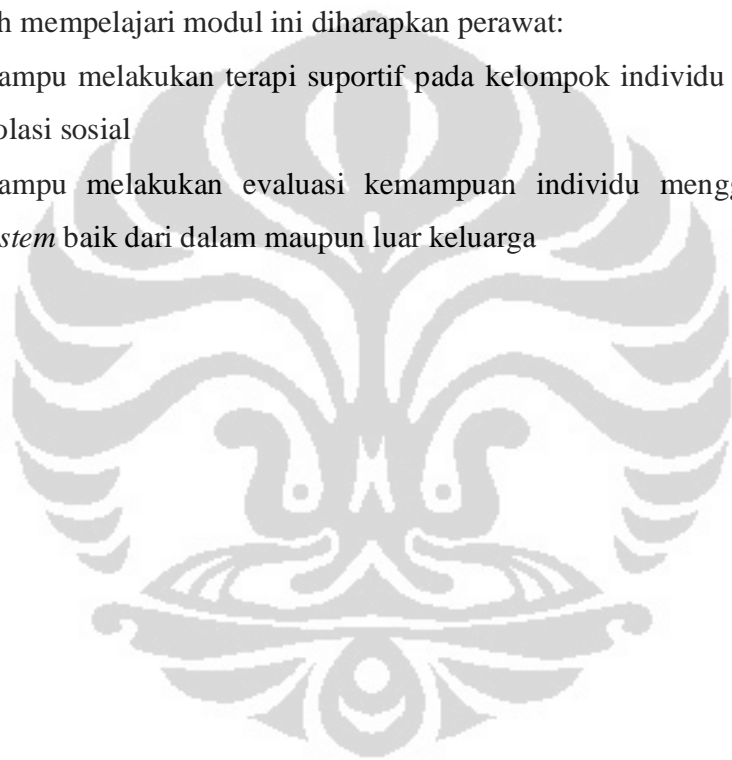 h mempelajari modul ini diharapkan perawat:
ampu melakukan terapi suportif pada kelompok individu
olasi sosial
ampu melakukan evaluasi kemampuan individu mengg
stem baik dari dalam maupun luar keluarga